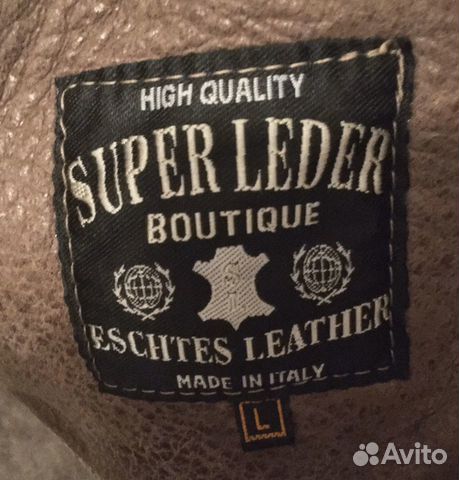 HIGH QUALITY
SUPER LEDER
BOUTIQUE
S
L
ESCHTES LEATHER
MADE IN ITALY
L
Avito